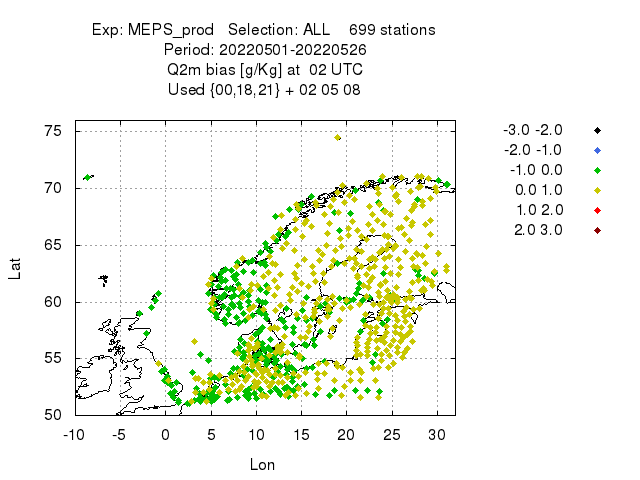 Exp: MEPS_prod   Selection: ALL    699 stations
Period: 20220501-20220526
Q2m bias [g/Kg] at  02 UTC
Used {00,18,21} + 02 05 08
-3.0 -2.0
-2.0 -1.0
-1.0 0.0
0.0 1.0
1.0 2.0
2.0 3.0
75
70
65
60
55
50
Lat
-10 -5 0 5 10 15 20 25 30
Lon